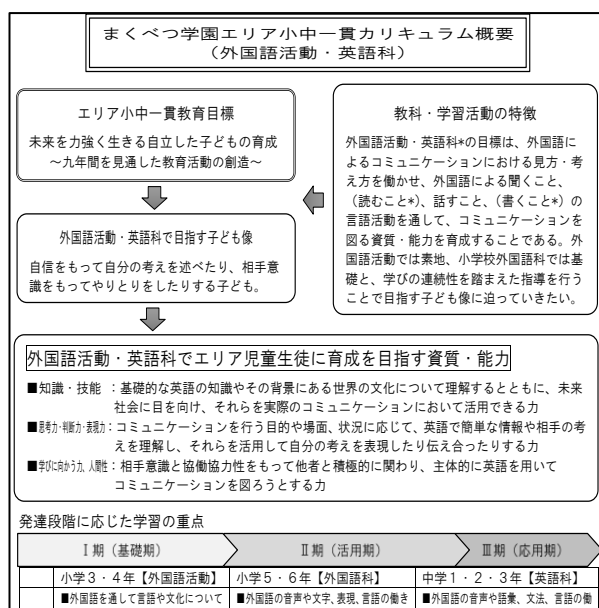 まくべつ学園エリア小中一貫カリキュラム概要
（外国語活動・英語科）
エリア小中一貫教育目標
未来を力強く生きる自立した子どもの育成
～九年間を見通した教育活動の創造～
外国語活動・英語科で目指す子ども像
自信をもって自分の考えを述べたり、相手意
識をもってやりとりをしたりする子ども。
教科・学習活動の特徴
外国語活動・英語科*の目標は、外国語に
よるコミュニケーションにおける見方・考
え方を働かせ、外国語による聞くこと、
（読むこと*）、話すこと、（書くこと*）の
言語活動を通して、コミュニケーションを
図る資質・能力を育成することである。外
国語活動では素地、小学校外国語科では基
礎と、学びの連続性を踏まえた指導を行う
ことで目指す子ども像に迫っていきたい。
外国語活動・英語科でエリア児童生徒に育成を目指す資質・能力
■知識・技能 ：基礎的な英語の知識やその背景にある世界の文化について理解するとともに、未来
社会に目を向け、それらを実際のコミュニケーションにおいて活用できる力
■思考力・判断力・表現力：コミュニケーションを行う目的や場面、状況に応じて、英語で簡単な情報や相手の考
えを理解し、それらを活用して自分の考えを表現したり伝え合ったりする力
■学びに向かう力、人間性：相手意識と協働協力性をもって他者と積極的に関わり、主体的に英語を用いて
コミュニケーションを図ろうとする力
発達段階に応じた学習の重点
Ⅰ期（基礎期） Ⅱ期（活用期） Ⅲ期（応用期）
小学３・４年【外国語活動】 小学５・６年【外国語科】 中学１・２・３年【英語科】
■外国語を通して言語や文化について ■外国語の音声や文字、表現、言語の働き ■外国語の音声や語彙、文法、言語の働